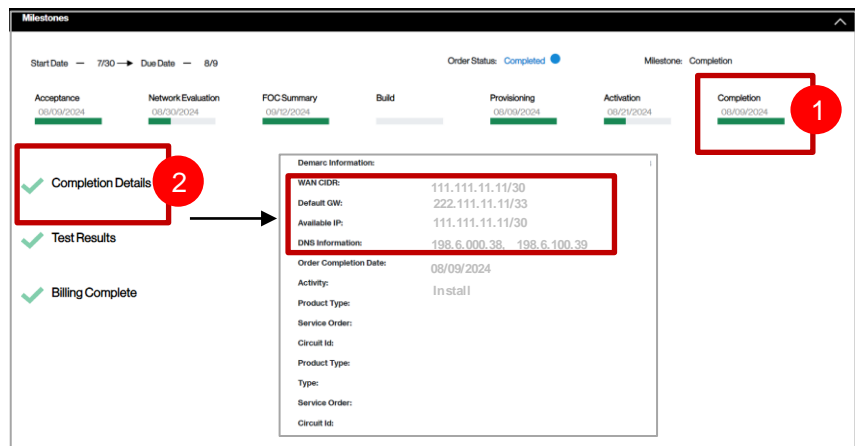 Milestones
Start Date — 7/30 → Due Date — 8/9 Order Status: Completed Milestone: Completion
Acceptance Network Evaluation FOC Summary Build Provisioning Activation Completion
08/09/2024 08/30/2024 09/12/2024 08/09/2024 08/21/2024 08/09/2024
1
Completion Details 2
Test Results
Billing Complete
Demarc Information:
WAN CIDR: 111.111.11.11/30
Default GW: 222.111.11.11/33
Available IP: 111.111.11.11/30
DNS Information: 198.6.000.38, 198.6.100.39
Order Completion Date: 08/09/2024
Activity: Install
Product Type:
Service Order:
Circuit Id:
Product Type:
Type:
Service Order:
Circuit Id: